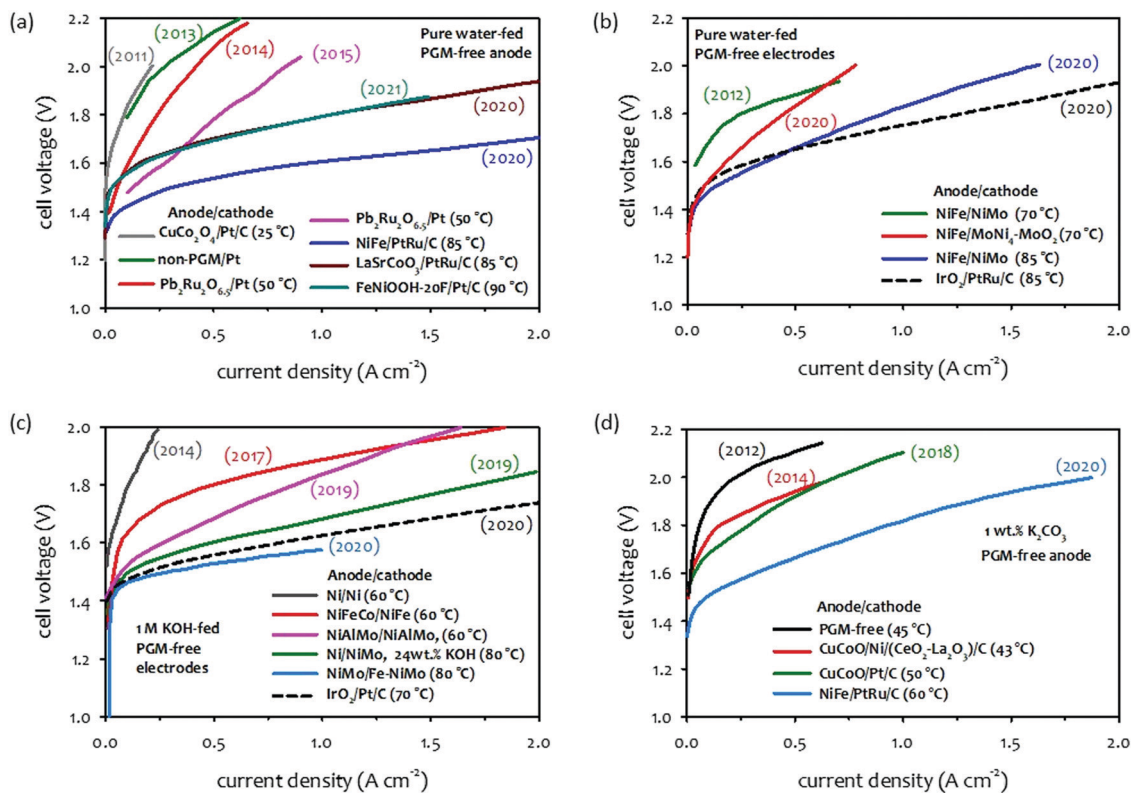 (a)
2.2
2.0
1.8
1.6
1.4
1.2
1.0
0.0
0.5
1.0
1.5
2.0
cell voltage (V)
current density (A cm⁻²)
Pure water-fed
PGM-free anode
(2011)
(2013)
(2014)
(2015)
(2021)
(2020)
(2020)
Anode/cathode
CuCo₂O₄/Pt/C (25 °C)
non-PGM/Pt
Pb₂Ru₂O₆.₅/Pt (50 °C)
Pb₂Ru₂O₆.₅/Pt (50 °C)
NiFe/PtRu/C (85 °C)
LaSrCoO₃/PtRu/C (85 °C)
FeNiOOH-20F/Pt/C (90 °C)
(b)
2.2
2.0
1.8
1.6
1.4
1.2
1.0
0.0
0.5
1.0
1.5
2.0
cell voltage (V)
current density (A cm⁻²)
Pure water-fed
PGM-free electrodes
(2012)
(2020)
(2020)
(2020)
Anode/cathode
NiFe/NiMo (70 °C)
NiFe/MoNi₄-MoO₂ (70 °C)
NiFe/NiMo (85 °C)
IrO₂/PtRu/C (85 °C)
(c)
2.0
1.8
1.6
1.4
1.2
1.0
0.0
0.5
1.0
1.5
2.0
cell voltage (V)
current density (A cm⁻²)
(2014)
(2017)
(2019)
(2019)
(2020)
(2020)
1 M KOH-fed
PGM-free
electrodes
Anode/cathode
Ni/Ni (60 °C)
NiFeCo/NiFe (60 °C)
NiAlMo/NiAlMo, (60 °C)
Ni/NiMo, 24wt.% KOH (80 °C)
NiMo/Fe-NiMo (80 °C)
IrO₂/Pt/C (70 °C)
(d)
2.2
2.0
1.8
1.6
1.4
1.2
1.0
0.0
0.5
1.0
1.5
2.0
cell voltage (V)
current density (A cm⁻²)
(2012)
(2014)
(2018)
(2020)
1 wt.% K₂CO₃
PGM-free anode
Anode/cathode
PGM-free (45 °C)
CuCoO/Ni/(CeO₂-La₂O₃)/C (43 °C)
CuCoO/Pt/C (50 °C)
NiFe/PtRu/C (60 °C)